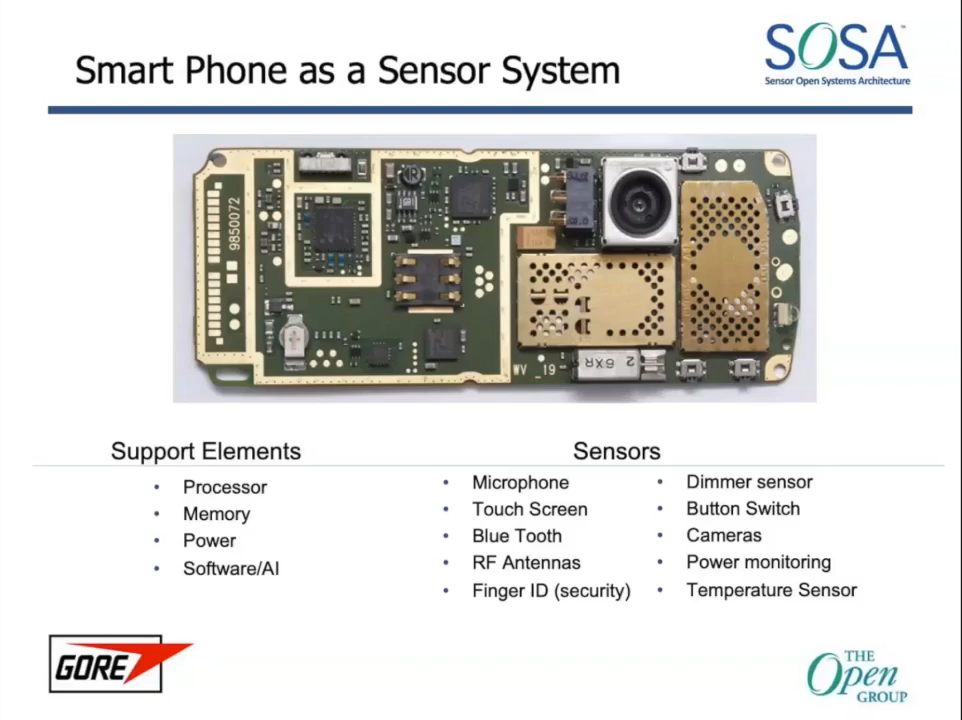 Smart Phone as a Sensor System
SOSA™
Sensor Open Systems Architecture
9850072
WV _19
2 6XR
Support Elements
• Processor
• Memory
• Power
• Software/AI
Sensors
• Microphone
• Touch Screen
• Blue Tooth
• RF Antennas
• Finger ID (security)
• Dimmer sensor
• Button Switch
• Cameras
• Power monitoring
• Temperature Sensor
GORE
THE
Open
GROUP